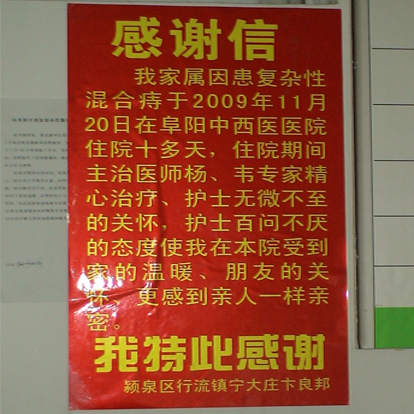 感谢信
我家属因患复杂性
混合痔于2009年11月
20日在阜阳中西医医院
住院十多天，住院期间
主治医师杨、韦专家精
心治疗、护士无微不至
的关怀，护士百问不厌
的态度使我在本院受到
家的温暖、朋友的关
怀、更感到亲人一样亲
密。
我特此感谢
颍泉区行流镇宁大庄卞良邦